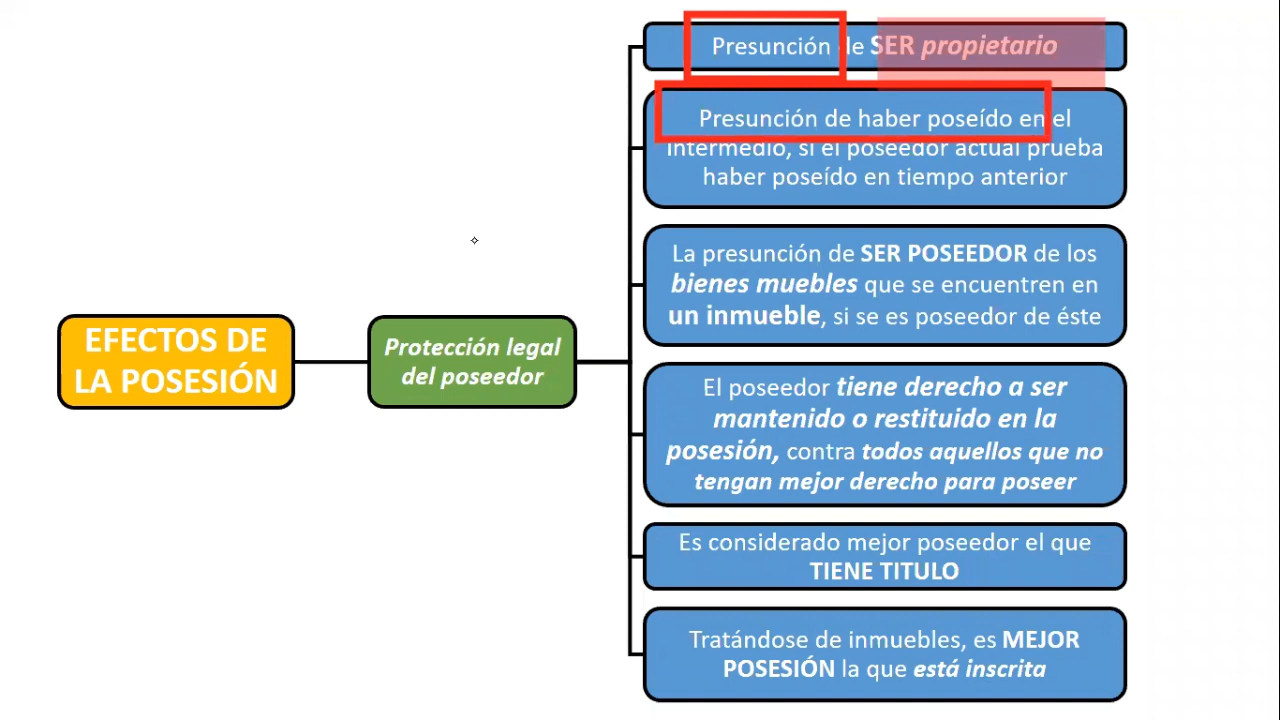 EFECTOS DE
LA POSESIÓN
Protección legal
del poseedor
Presunción de SER propietario
Presunción de haber poseído en el
intermedio, si el poseedor actual prueba
haber poseído en tiempo anterior
La presunción de SER POSEEDOR de los
bienes muebles que se encuentren en
un inmueble, si se es poseedor de éste
El poseedor tiene derecho a ser
mantenido o restituido en la
posesión, contra todos aquellos que no
tengan mejor derecho para poseer
Es considerado mejor poseedor el que
TIENE TITULO
Tratándose de inmuebles, es MEJOR
POSESIÓN la que está inscrita